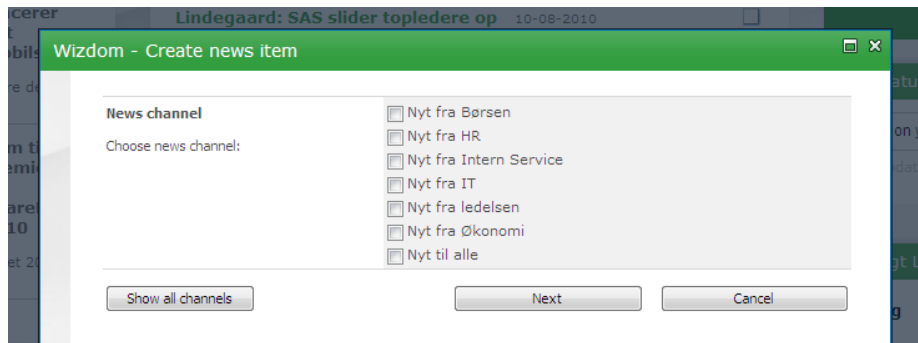 Lindegaard: SAS slider topledere op 10-08-2010
Wizdom - Create news item
News channel
Choose news channel:
Nyt fra Børsen
Nyt fra HR
Nyt fra Intern Service
Nyt fra IT
Nyt fra ledelsen
Nyt fra Økonomi
Nyt til alle
Show all channels Next Cancel